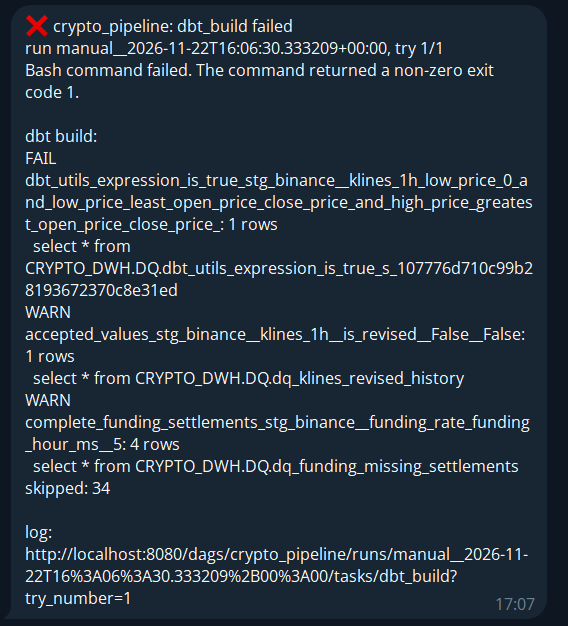 ❌ crypto_pipeline: dbt_build failed
run manual__2026-11-22T16:06:30.333209+00:00, try 1/1
Bash command failed. The command returned a non-zero exit
code 1.

dbt build:
FAIL
dbt_utils_expression_is_true_stg_binance__klines_1h_low_price_0_a
nd_low_price_least_open_price_close_price_and_high_price_greates
t_open_price_close_price_: 1 rows
  select * from
CRYPTO_DWH.DQ.dbt_utils_expression_is_true_s_107776d710c99b2
8193672370c8e31ed
WARN
accepted_values_stg_binance__klines_1h__is_revised__False__False:
1 rows
  select * from CRYPTO_DWH.DQ.dq_klines_revised_history
WARN
complete_funding_settlements_stg_binance__funding_rate_funding
_hour_ms__5: 4 rows
  select * from CRYPTO_DWH.DQ.dq_funding_missing_settlements
skipped: 34

log:
http://localhost:8080/dags/crypto_pipeline/runs/manual__2026-11-
22T16%3A06%3A30.333209%2B00%3A00/tasks/dbt_build?
try_number=1
17:07